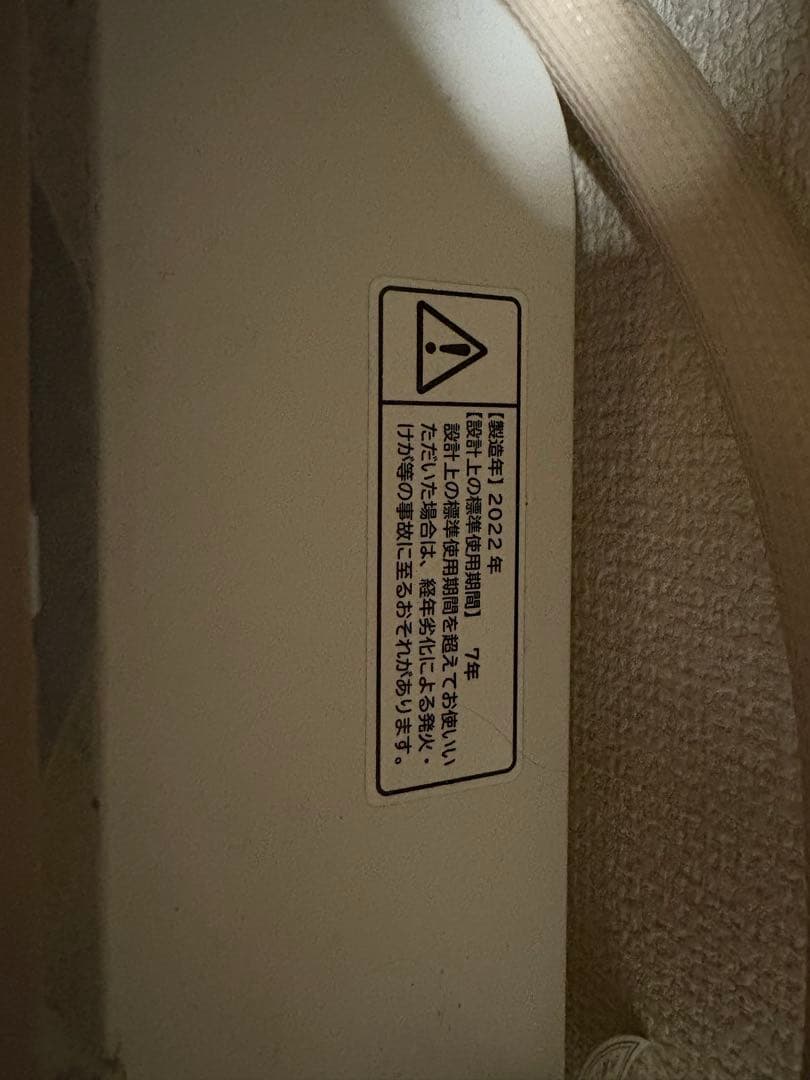 【製造年】2022年
【設計上の標準使用期間】 7年
設計上の標準使用期間を超えてお使いい
ただいた場合は、経年劣化による発火・
けが等の事故に至るおそれがあります。